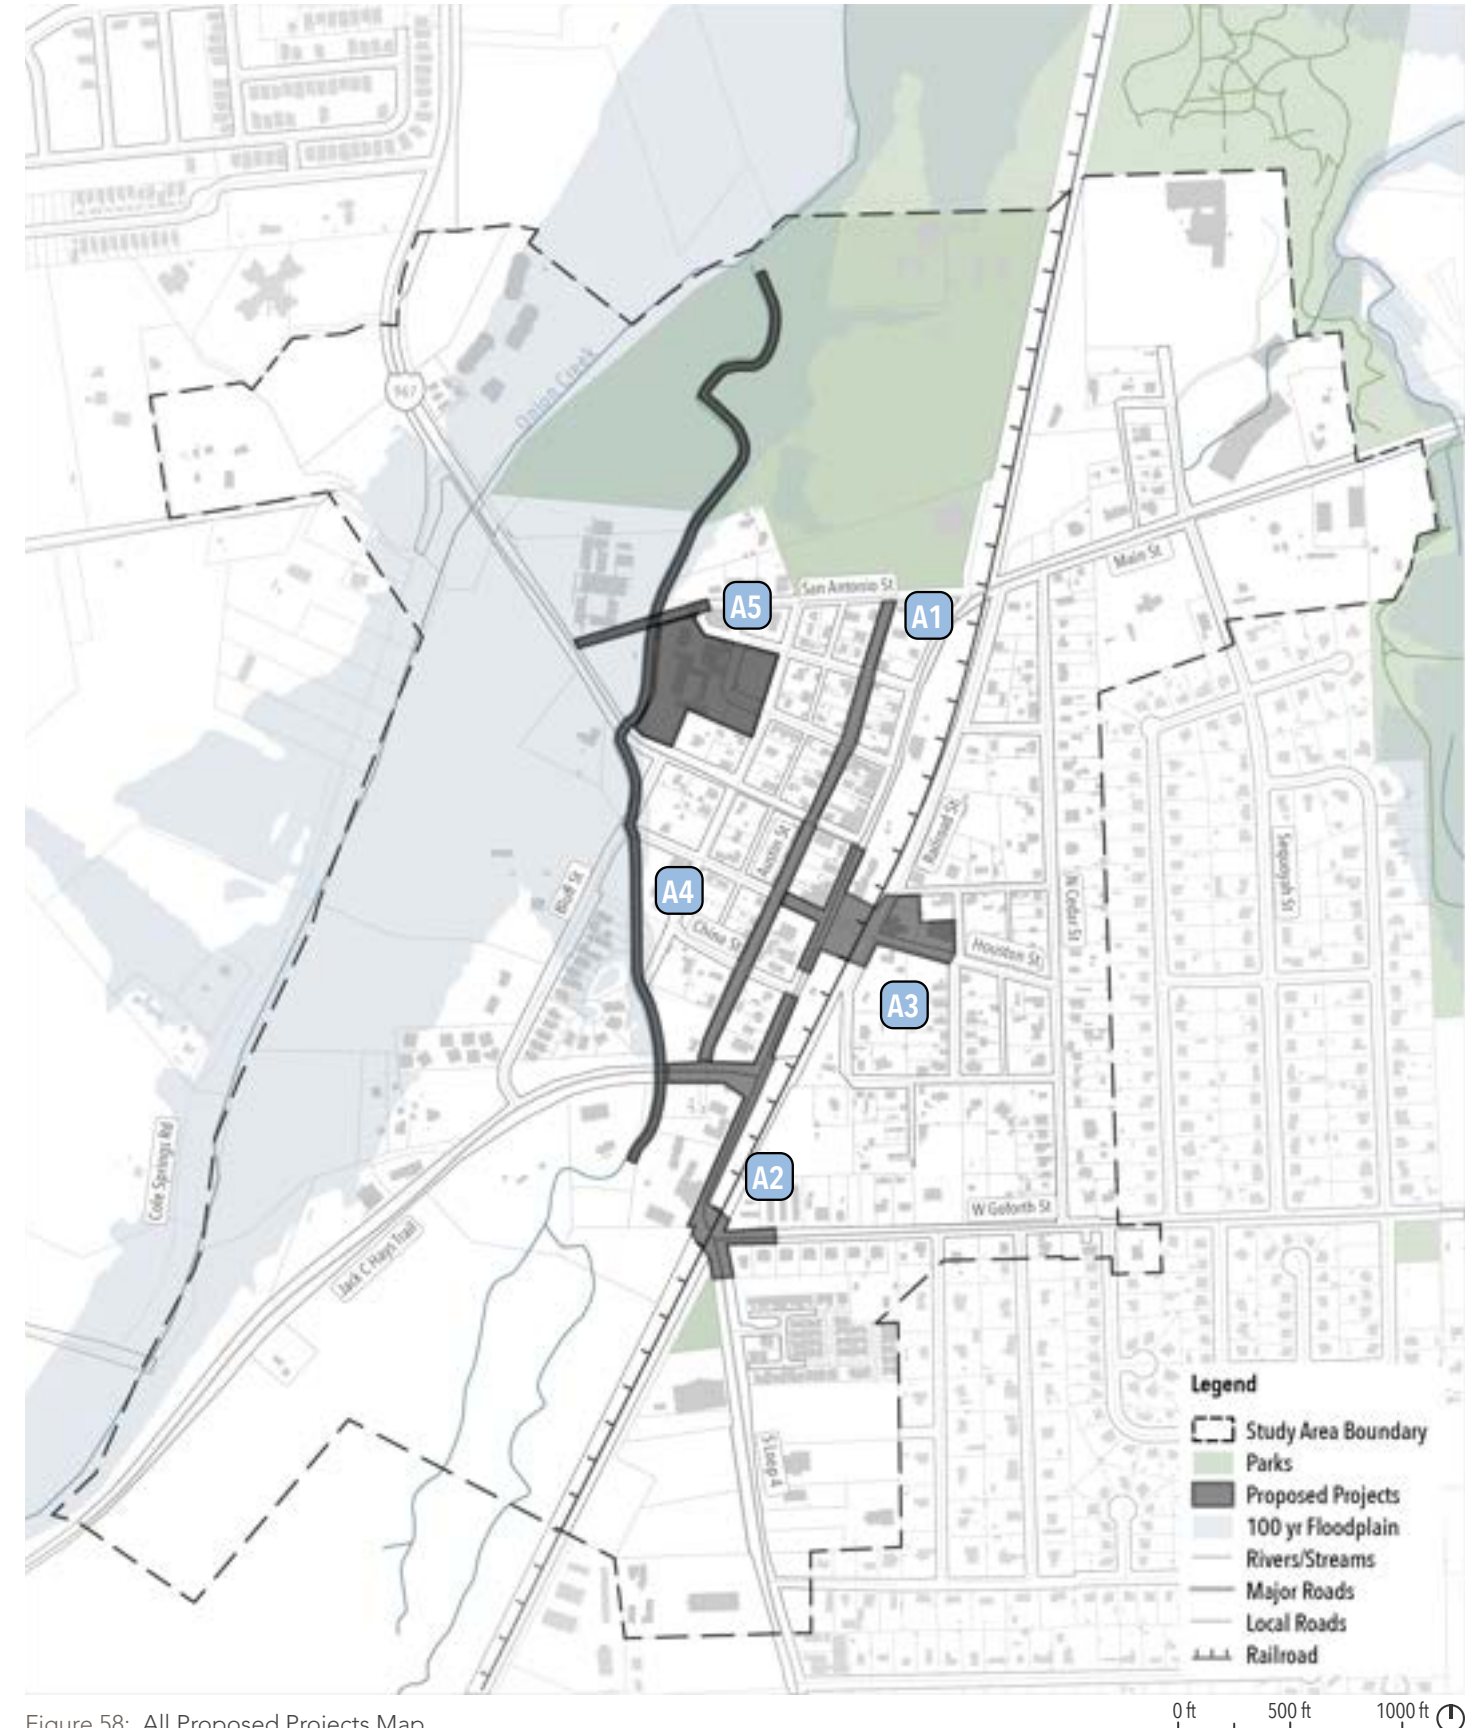 967
Onion Creek
San Antonio St
A5
A1
Main St
Railroad St
Austin St
A4
Bluff St
N Cedar St
Sequoyah St
China St
Houston St
A3
Cole Springs Rd
A2
W Goforth St
Jack C Hays Trail
S Loop 4
Legend
Study Area Boundary
Parks
Proposed Projects
100 yr Floodplain
Rivers/Streams
Major Roads
Local Roads
Railroad
Figure 58: All Proposed Projects Map
0 ft 500 ft 1000 ft